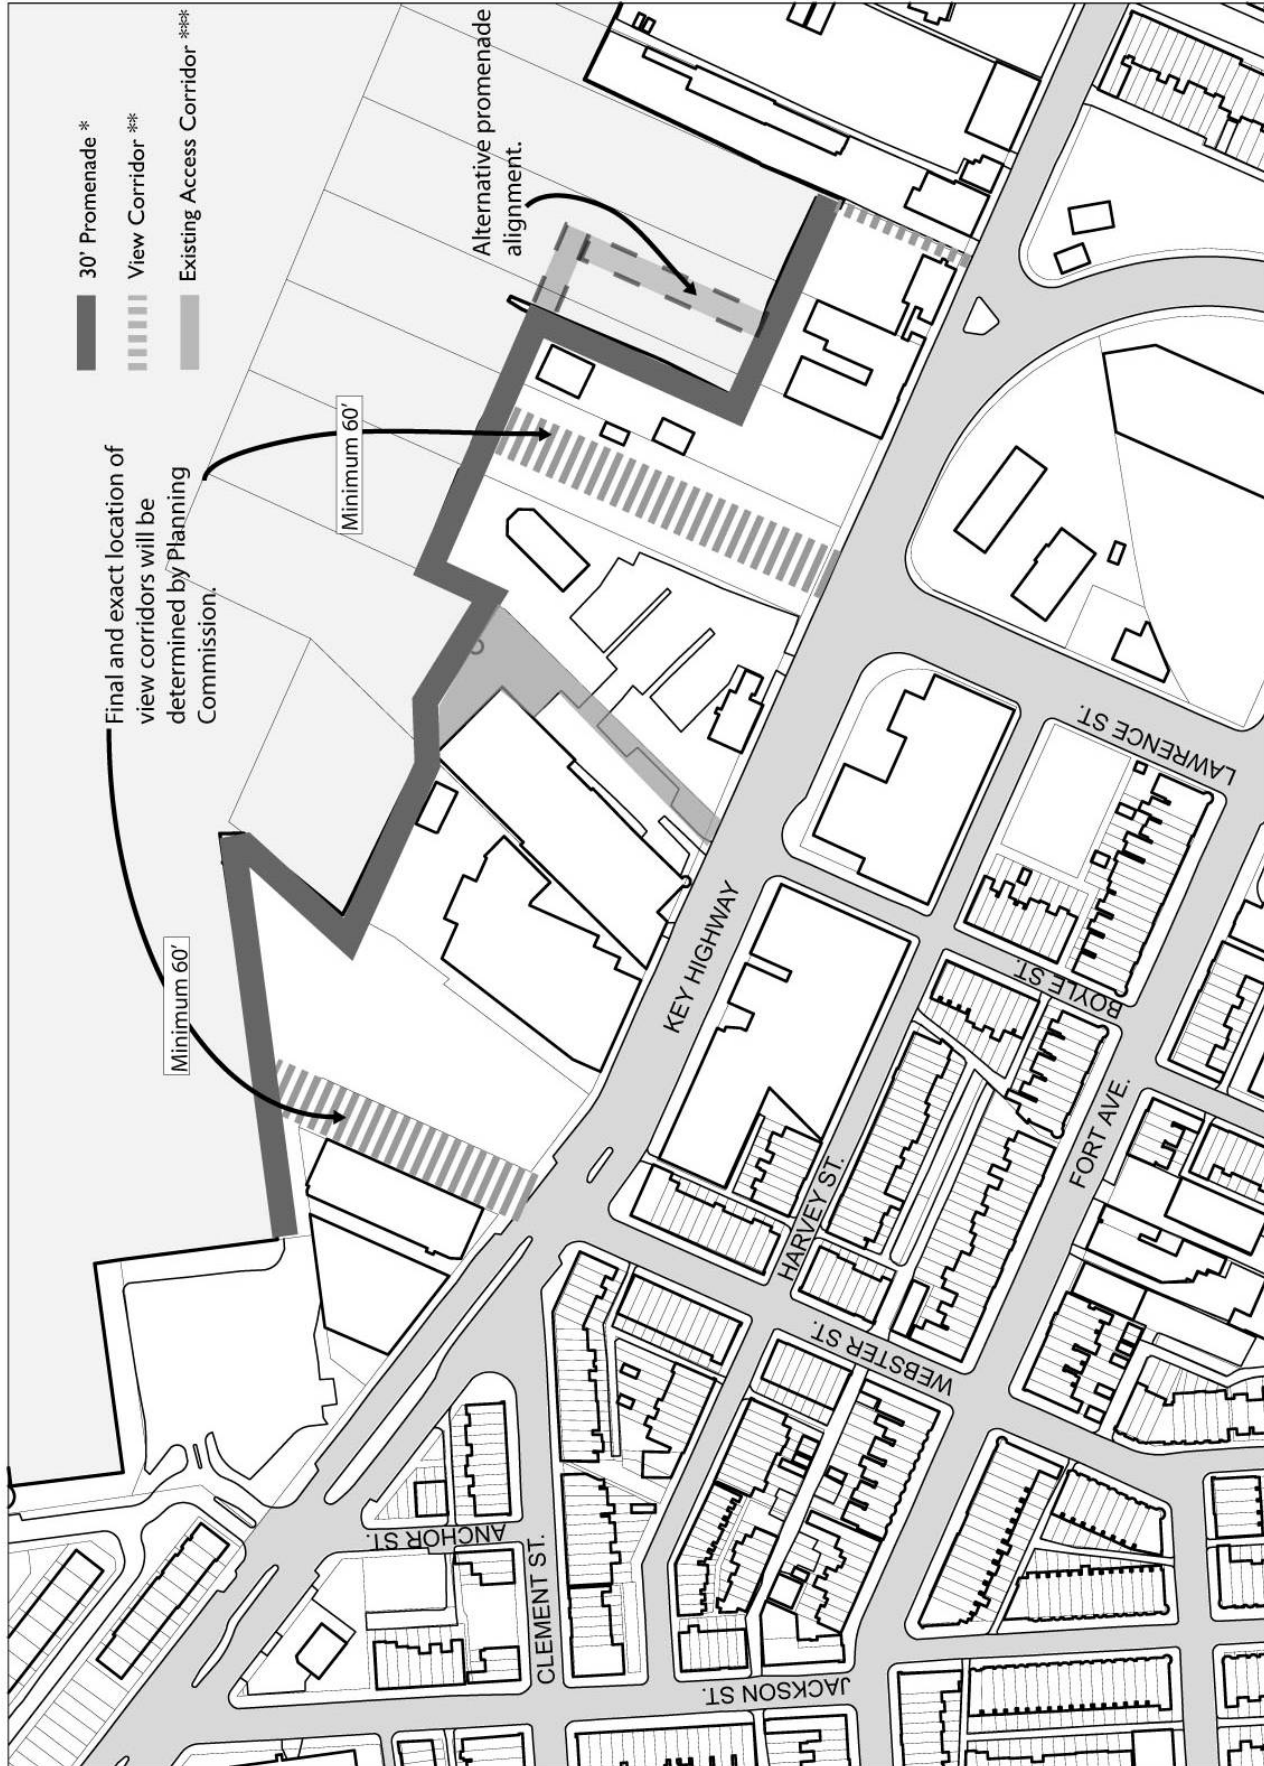 30' Promenade *
View Corridor **
Existing Access Corridor ***
Final and exact location of
view corridors will be
determined by Planning
Commission.
Minimum 60'
Minimum 60'
Alternative promenade
alignment.
KEY HIGHWAY
LAWRENCE ST.
BOYLE ST.
HARVEY ST.
FORT AVE.
WEBSTER ST.
ANCHOR ST.
CLEMENT ST.
JACKSON ST.